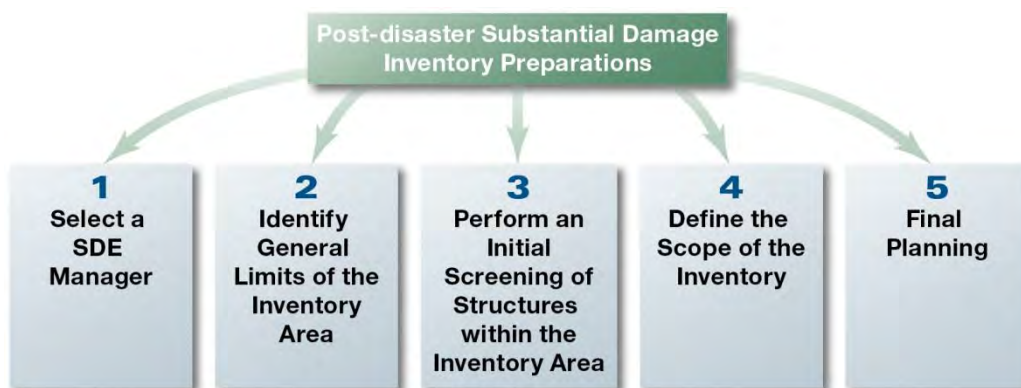 Post-disaster Substantial Damage
Inventory Preparations
1
Select a
SDE
Manager
2
Identify
General
Limits of the
Inventory
Area
3
Perform an
Initial
Screening of
Structures
within the
Inventory Area
4
Define the
Scope of the
Inventory
5
Final
Planning